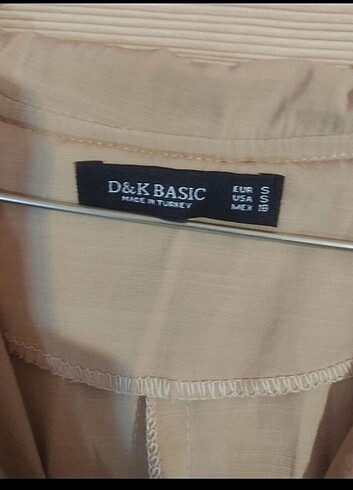 D&K BASIC
MADE IN TURKEY
EUR S
USA S
MEX 18